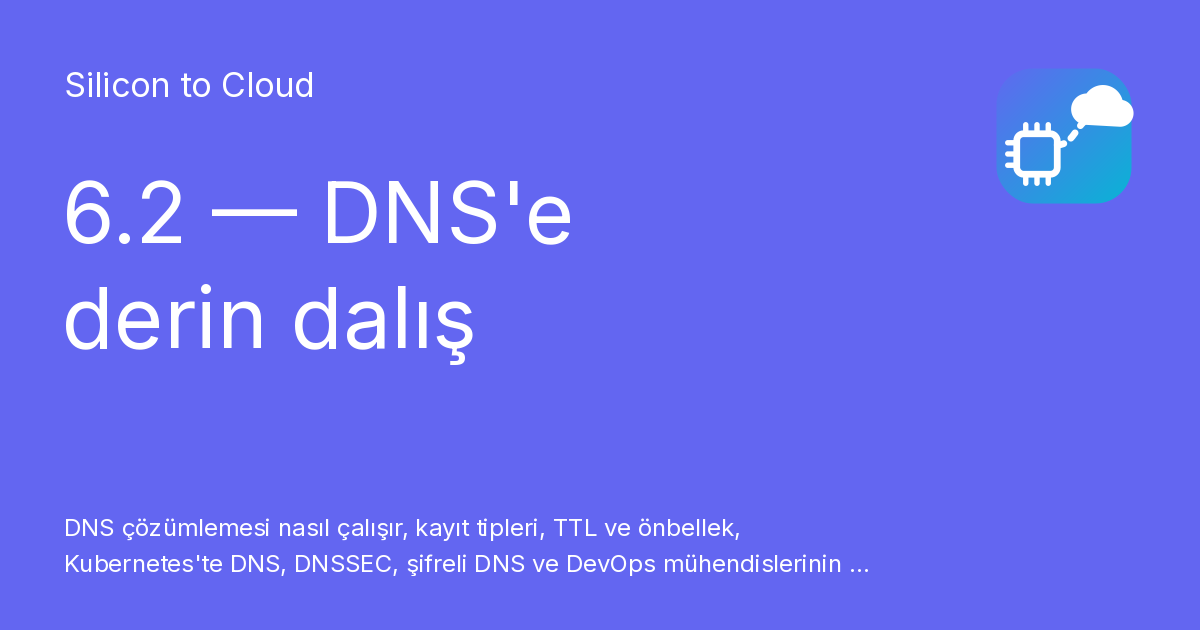 Silicon to Cloud
6.2 — DNS'e
derin dalış
DNS çözümlemesi nasıl çalışır, kayıt tipleri, TTL ve önbellek,
Kubernetes'te DNS, DNSSEC, şifreli DNS ve DevOps mühendislerinin ...